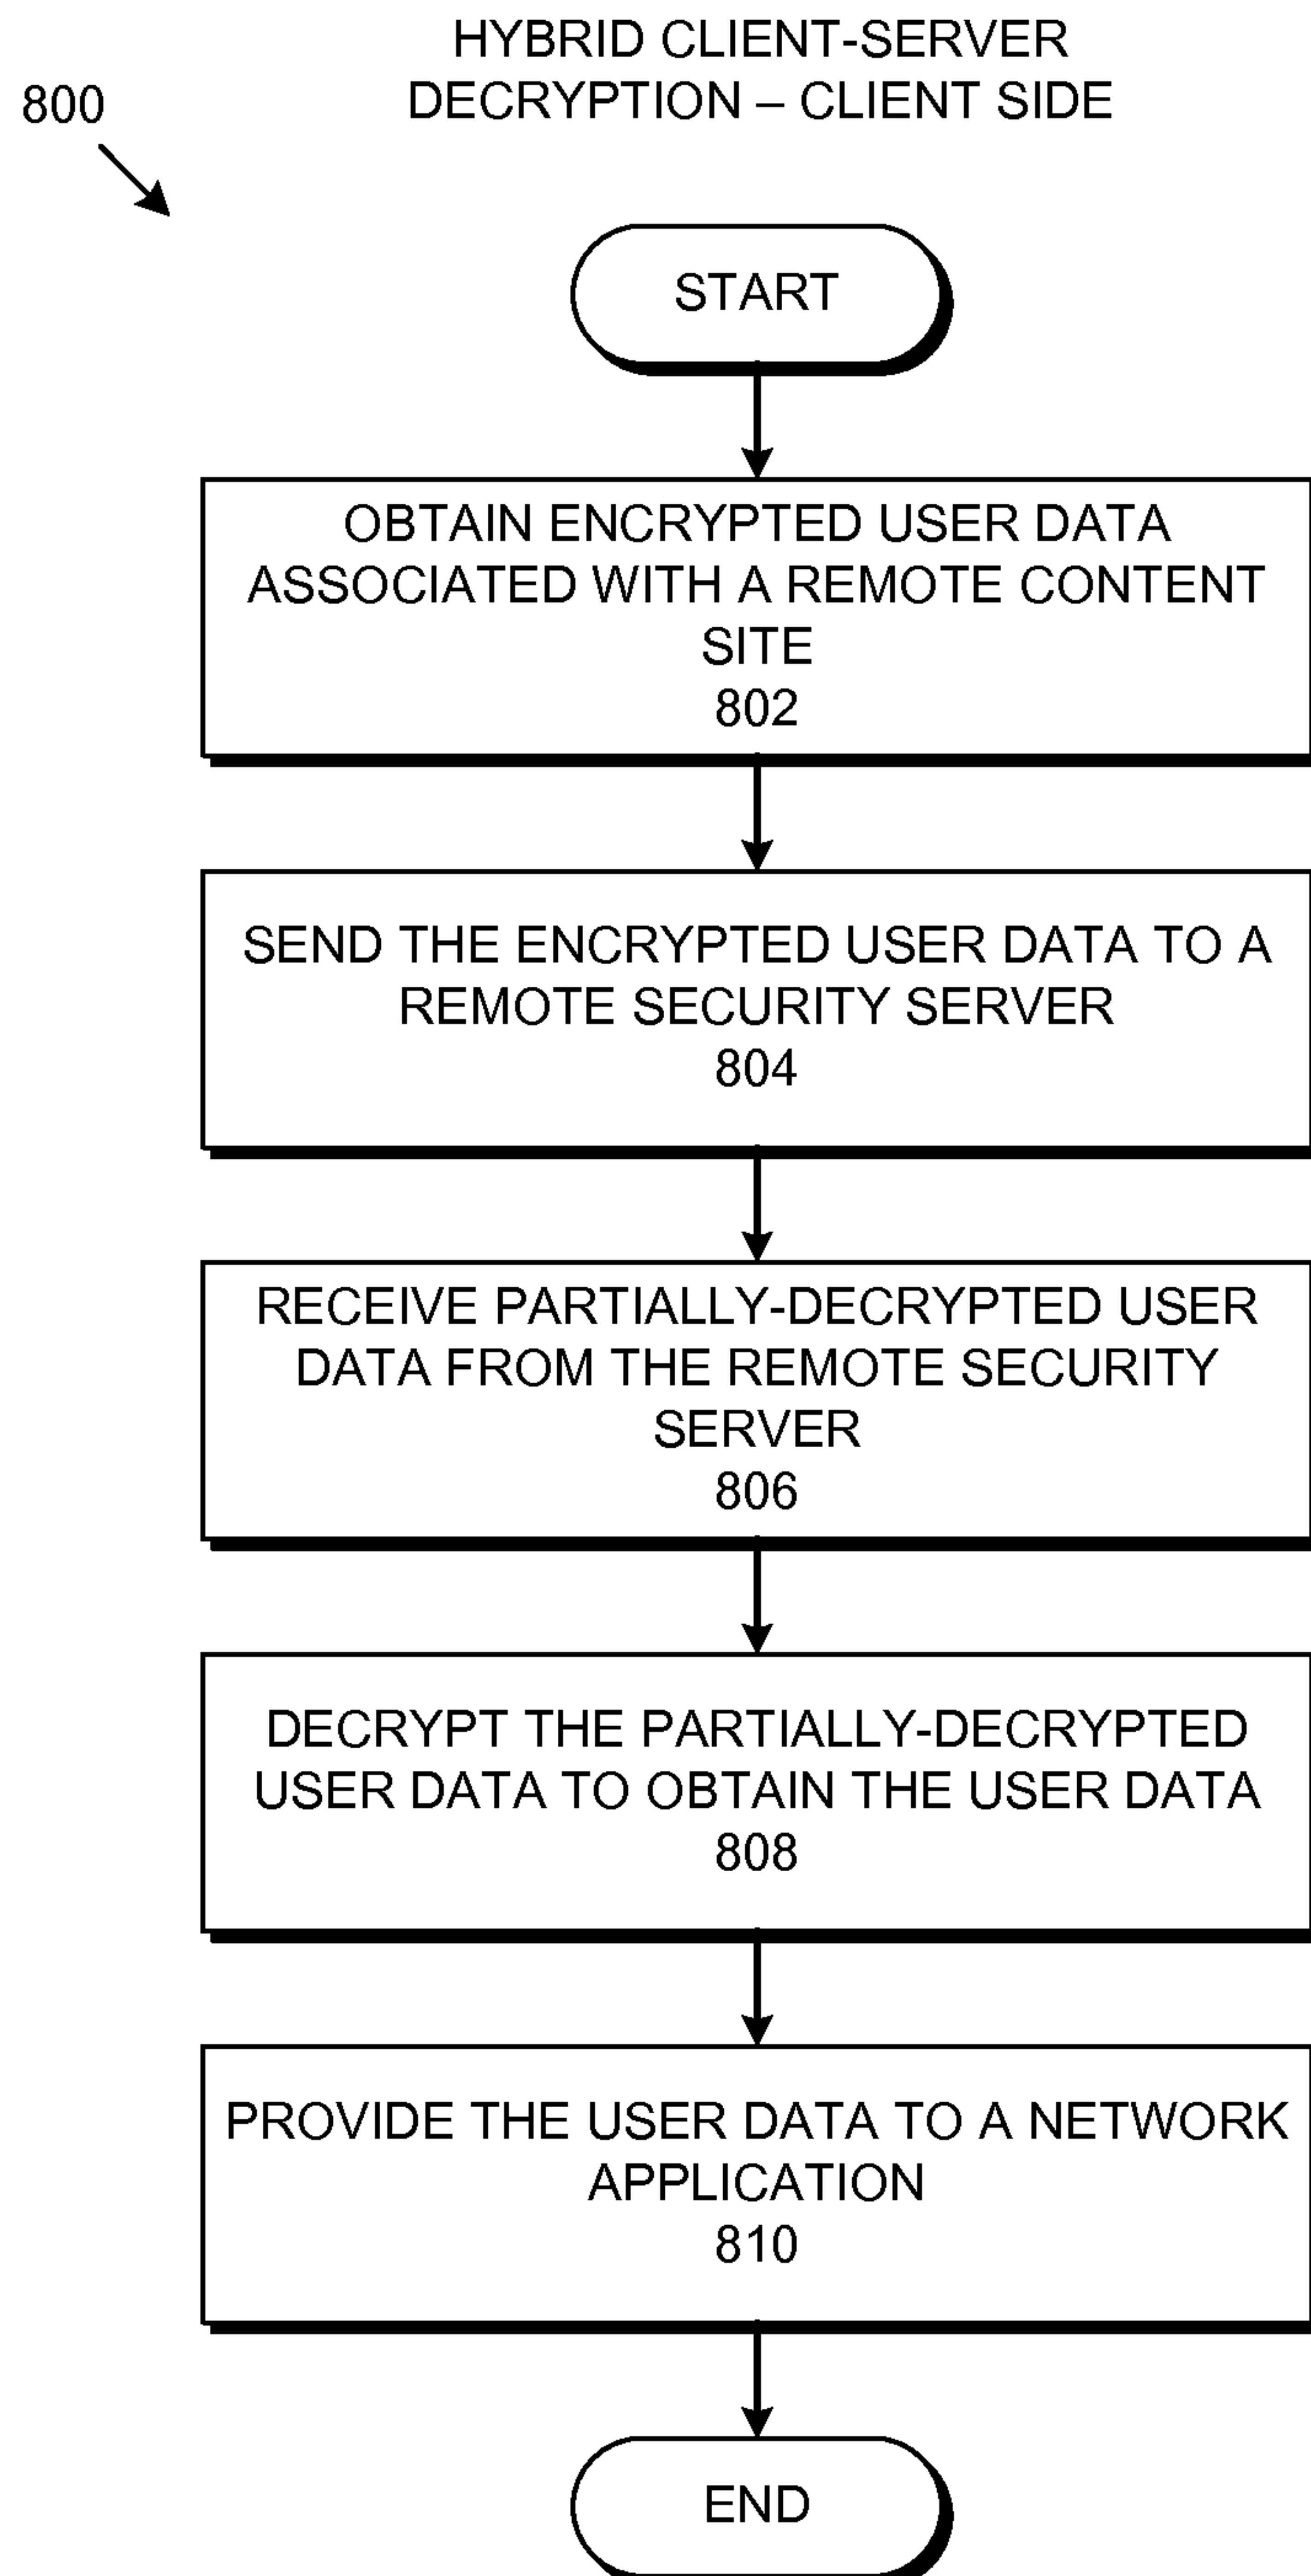 HYBRID CLIENT-SERVER
DECRYPTION – CLIENT SIDE
800
START
OBTAIN ENCRYPTED USER DATA
ASSOCIATED WITH A REMOTE CONTENT
SITE
802
SEND THE ENCRYPTED USER DATA TO A
REMOTE SECURITY SERVER
804
RECEIVE PARTIALLY-DECRYPTED USER
DATA FROM THE REMOTE SECURITY
SERVER
806
DECRYPT THE PARTIALLY-DECRYPTED
USER DATA TO OBTAIN THE USER DATA
808
PROVIDE THE USER DATA TO A NETWORK
APPLICATION
810
END